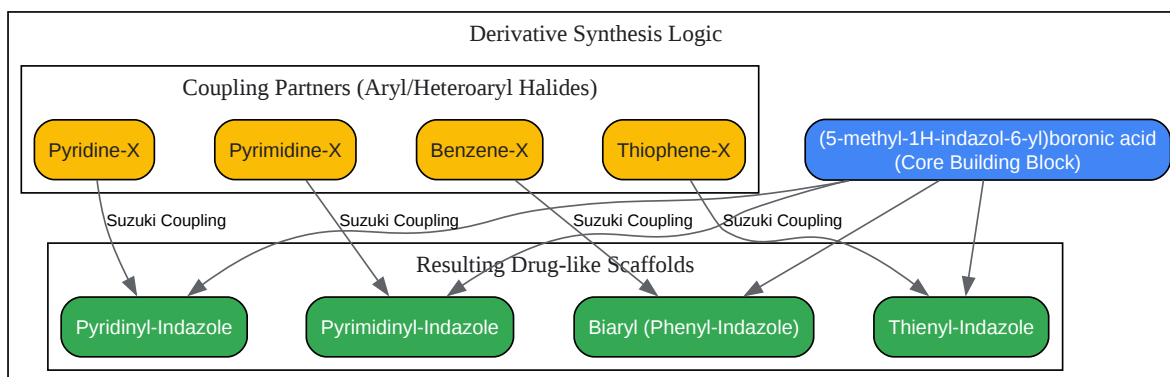 Derivative Synthesis Logic
Coupling Partners (Aryl/Heteroaryl Halides)
Pyridine-X
Pyrimidine-X
Benzene-X
Thiophene-X
(5-methyl-1H-indazol-6-yl)boronic acid
(Core Building Block)
Suzuki Coupling
Suzuki Coupling
Suzuki Coupling
Suzuki Coupling
Resulting Drug-like Scaffolds
Pyridinyl-Indazole
Pyrimidinyl-Indazole
Biaryl (Phenyl-Indazole)
Thienyl-Indazole